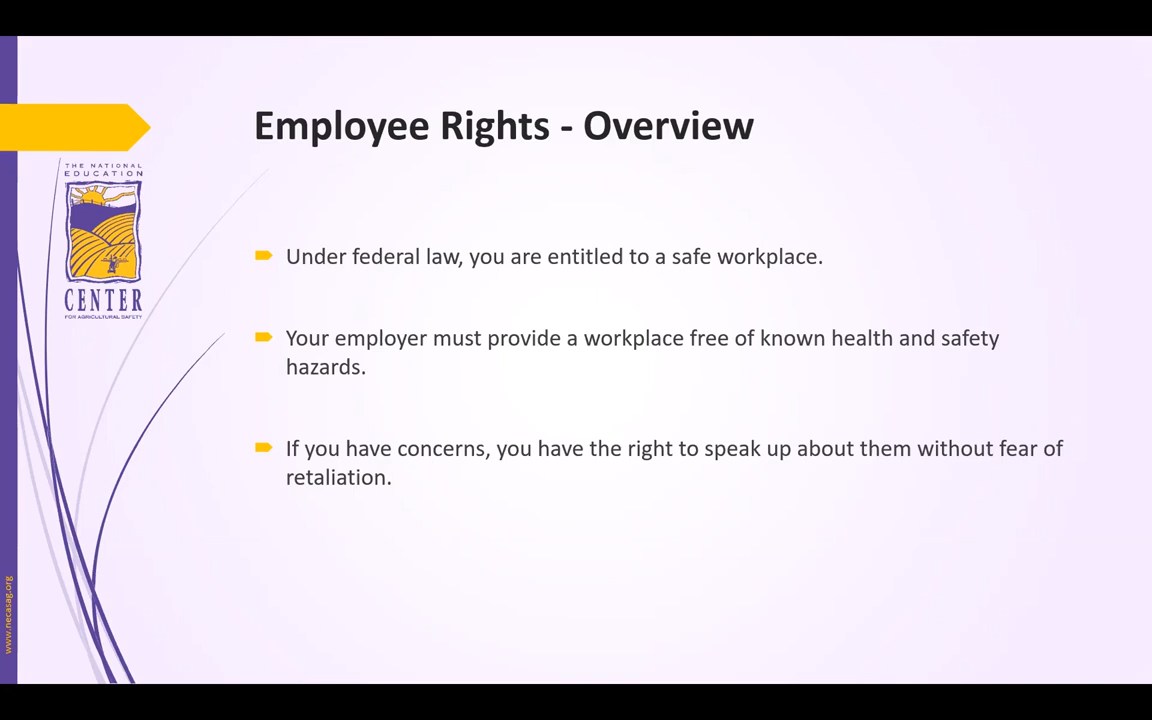 Employee Rights - Overview
THE NATIONAL
EDUCATION
CENTER
FOR AGRICULTURAL SAFETY
Under federal law, you are entitled to a safe workplace.
Your employer must provide a workplace free of known health and safety
hazards.
If you have concerns, you have the right to speak up about them without fear of
retaliation.
www.necasag.org